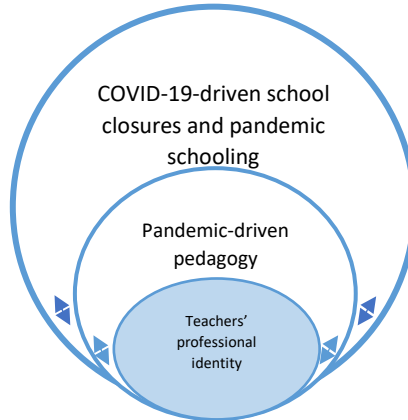 COVID-19-driven school
closures and pandemic
schooling
Pandemic-driven
pedagogy
Teachers’
professional
identity